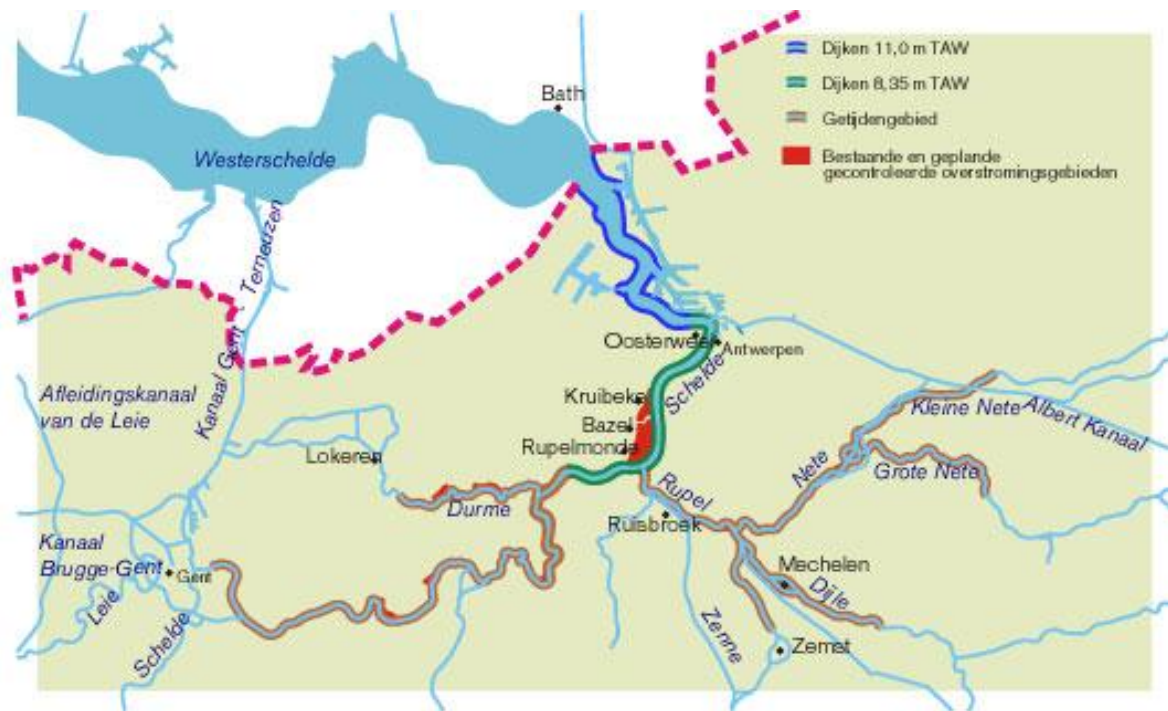 Dijken 11,0 m TAW
Dijken 8,35 m TAW
Getijdengebied
Bestaande en geplande
gecontroleerde overstromingsgebieden
Bath
Westerschelde
Kanaal Gent - Terneuzen
Oosterweel
Antwerpen
Schelde
Kruibeke
Bazel
Rupelmonde
Afleidingskanaal
van de Leie
Lokeren
Durme
Kleine Nete
Albert Kanaal
Nete
Grote Nete
Rupel
Ruisbroek
Kanaal
Brugge-Gent
Gent
Leie
Schelde
Mechelen
Dijle
Zenne
Zemst